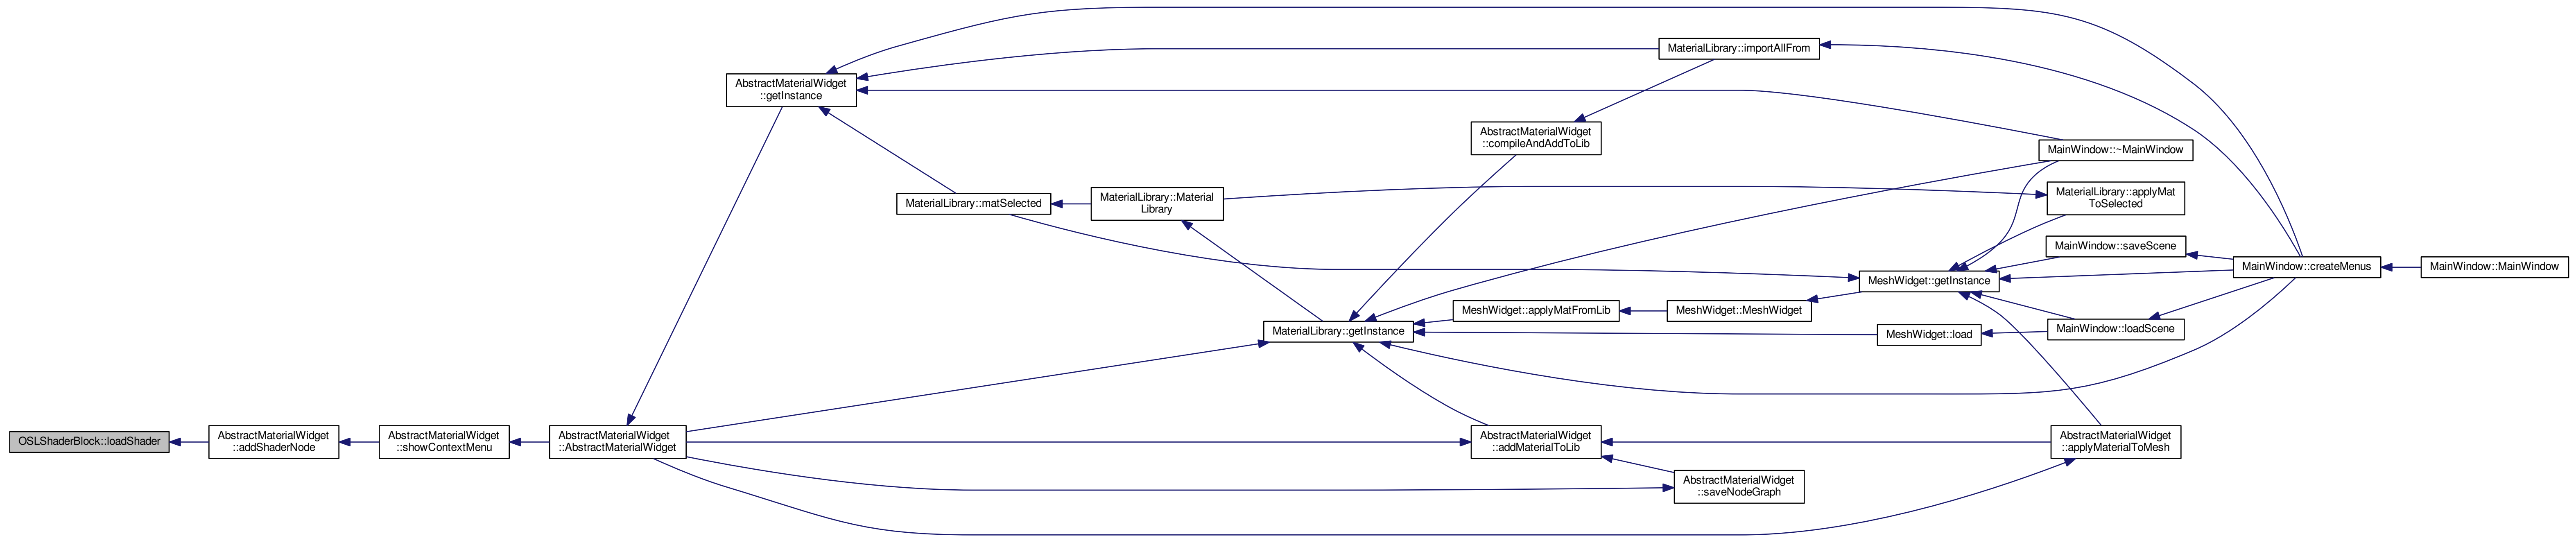 OSLShaderBlock::loadShader
AbstractMaterialWidget
::addShaderNode
AbstractMaterialWidget
::showContextMenu
AbstractMaterialWidget
::AbstractMaterialWidget
AbstractMaterialWidget
::getInstance
MaterialLibrary::matSelected
MaterialLibrary::Material
Library
MaterialLibrary::getInstance
AbstractMaterialWidget
::compileAndAddToLib
MaterialLibrary::importAllFrom
MeshWidget::applyMatFromLib
MeshWidget::MeshWidget
AbstractMaterialWidget
::addMaterialToLib
AbstractMaterialWidget
::saveNodeGraph
MeshWidget::getInstance
MeshWidget::load
MainWindow::~MainWindow
MaterialLibrary::applyMat
ToSelected
MainWindow::saveScene
MainWindow::loadScene
AbstractMaterialWidget
::applyMaterialToMesh
MainWindow::createMenus
MainWindow::MainWindow